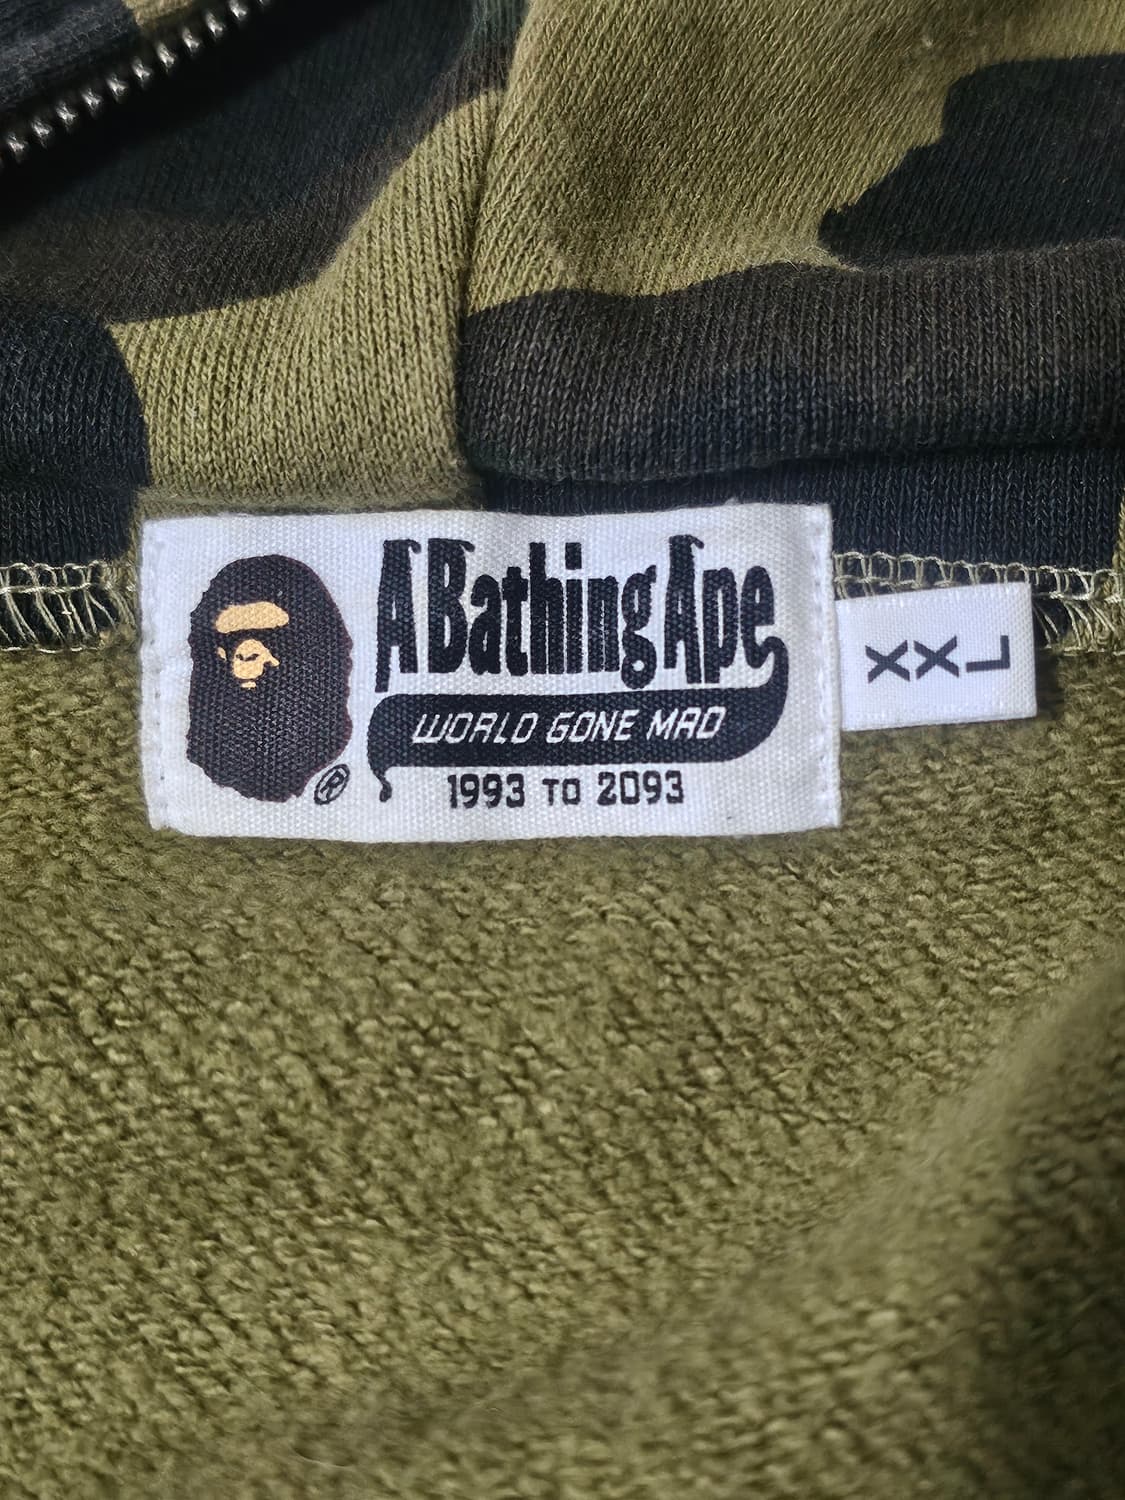 A Bathing Ape
WORLD GONE MAD
1993 TO 2093
®
XXL